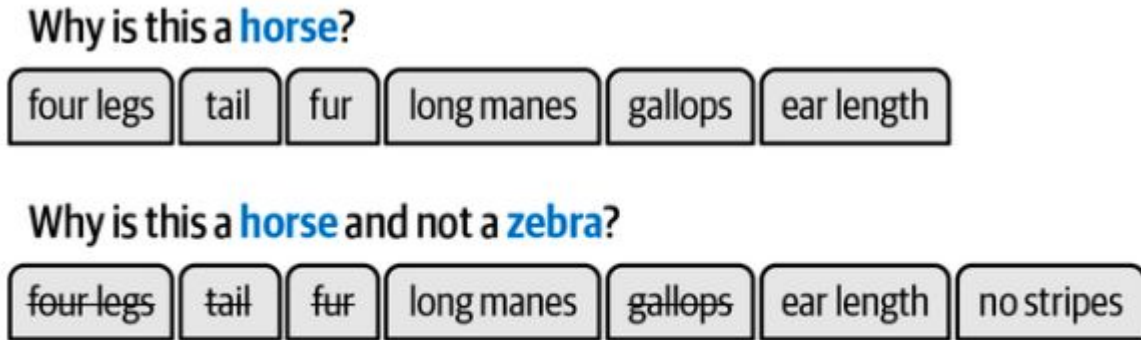 Why is this a horse?
four legs tail fur long manes gallops ear length
Why is this a horse and not a zebra?
four legs tail fur long manes gallops ear length no stripes